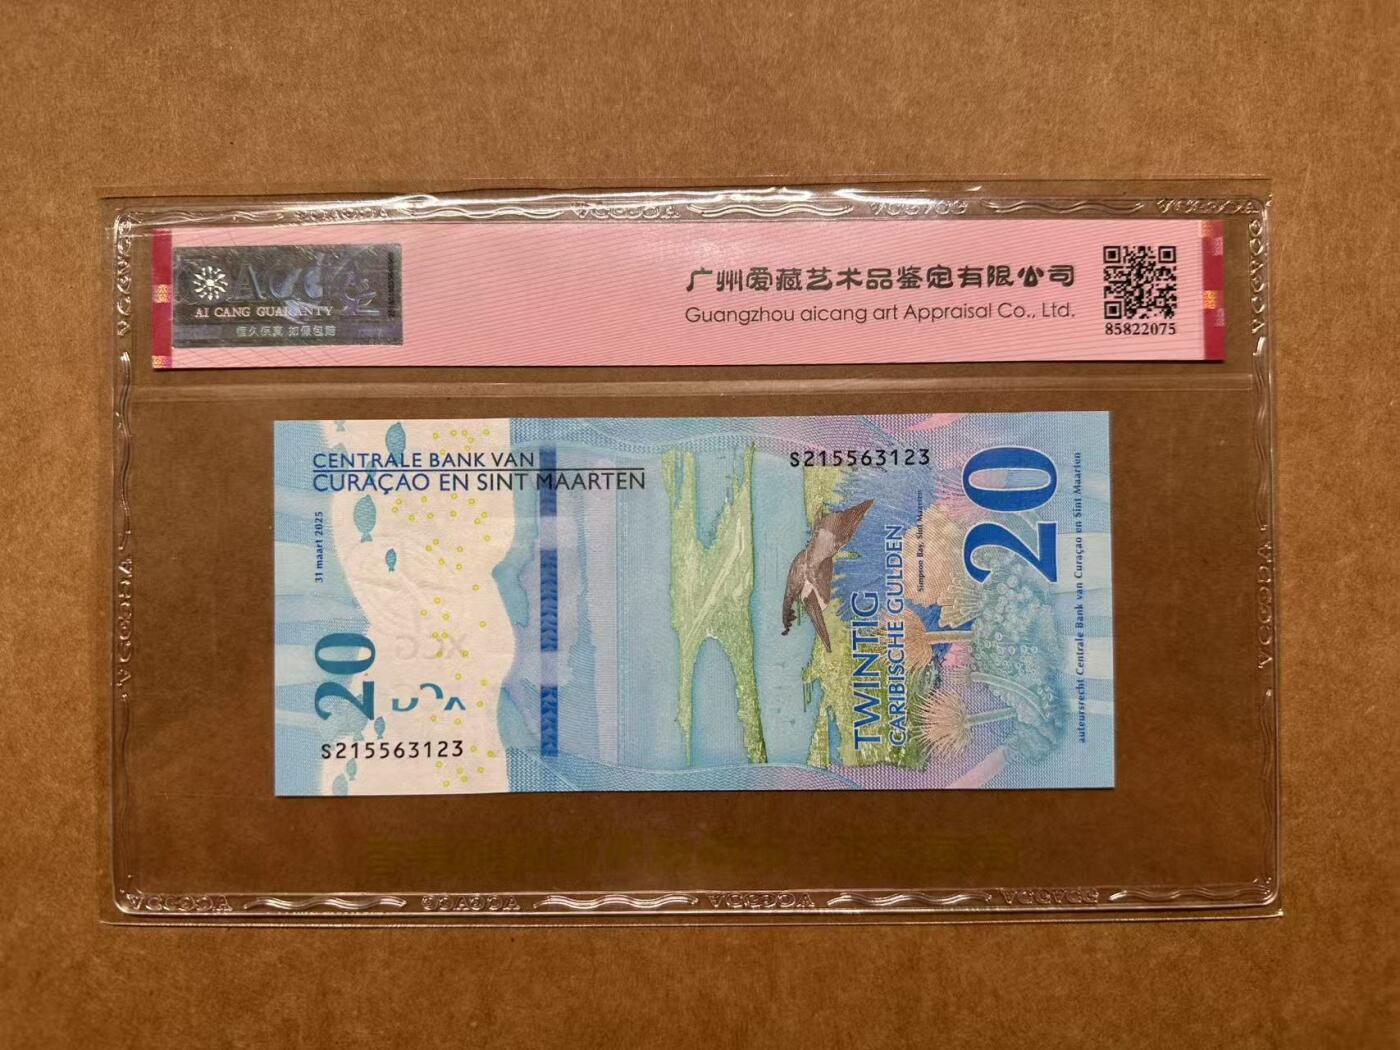 AI CANG GUARANTY
恒久保真 如假包赔
广州爱藏艺术品鉴定有限公司
Guangzhou aicang art Appraisal Co., Ltd.
85822075
CENTRALE BANK VAN
CURAÇAO EN SINT MAARTEN
31 maart 2025
S215563123
20
Simpson Bay, Sint Maarten
TWINTIG
CARIBISCHE GULDEN
auteursrecht Centrale Bank van Curaçao en Sint Maarten
20
XCG
S215563123